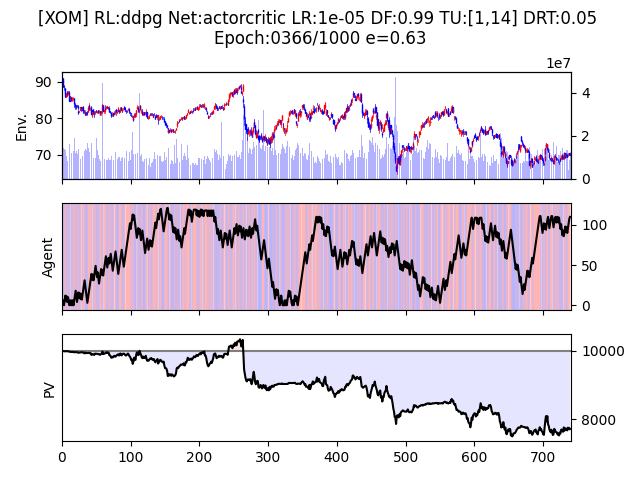 [XOM] RL:ddpg Net:actorcritic LR:1e-05 DF:0.99 TU:[1,14] DRT:0.05
Epoch:0366/1000 e=0.63
1e7
90
80
70
Env.
4
2
0
Agent
100
50
0
PV
10000
8000
0 100 200 300 400 500 600 700